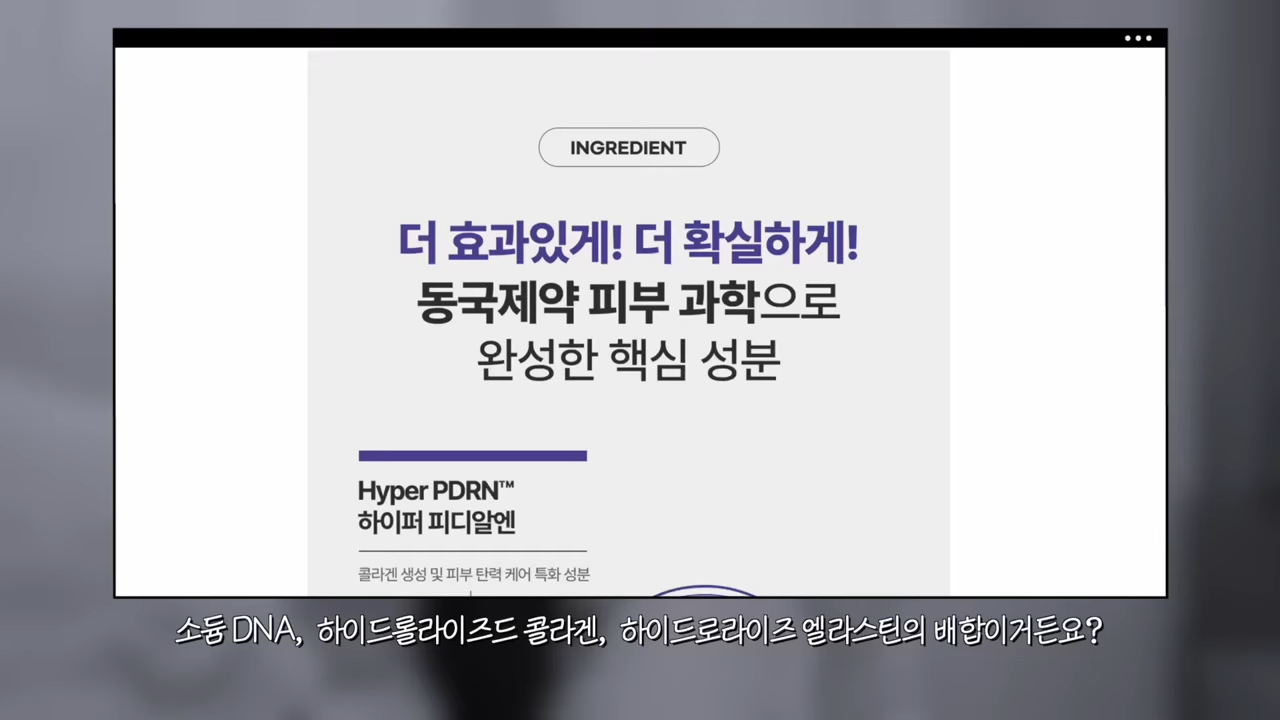 INGREDIENT
더 효과있게! 더 확실하게!
동국제약 피부 과학으로
완성한 핵심 성분
Hyper PDRN™
하이퍼 피디알엔
콜라겐 생성 및 피부 탄력 케어 특화 성분
소듐 DNA, 하이드롤라이즈드 콜라겐, 하이드로라이즈 엘라스틴의 배합이거든요?